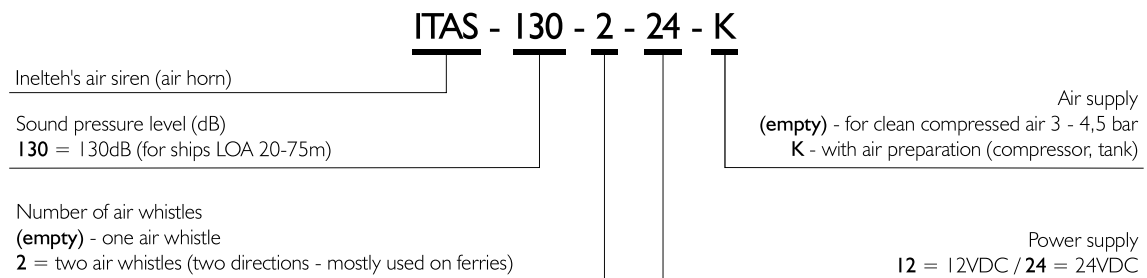 ITAS - 130 - 2 - 24 - K
Inelteh's air siren (air horn)
Sound pressure level (dB)
130 = 130dB (for ships LOA 20-75m)
Number of air whistles
(empty) - one air whistle
2 = two air whistles (two directions - mostly used on ferries)
Air supply
(empty) - for clean compressed air 3 - 4,5 bar
K - with air preparation (compressor, tank)
Power supply
12 = 12VDC / 24 = 24VDC